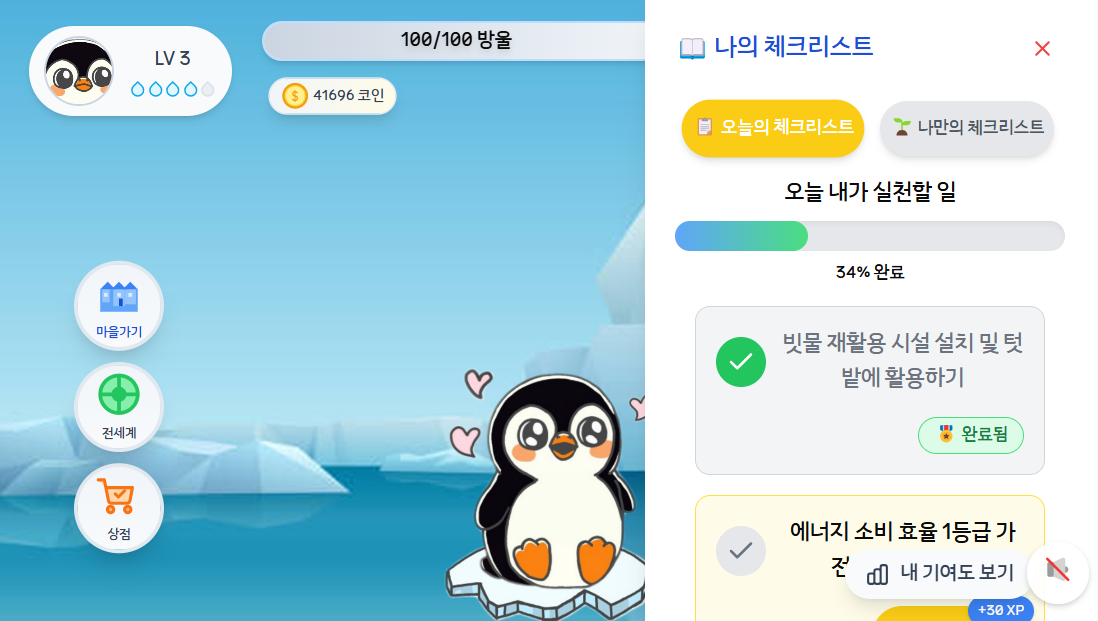 LV 3
100/100 방울
41696 코인
마을가기
전세계
상점
나의 체크리스트
오늘의 체크리스트
나만의 체크리스트
오늘 내가 실천할 일
34% 완료
빗물 재활용 시설 설치 및 텃
밭에 활용하기
완료됨
에너지 소비 효율 1등급 가
전
내 기여도 보기
+30 XP